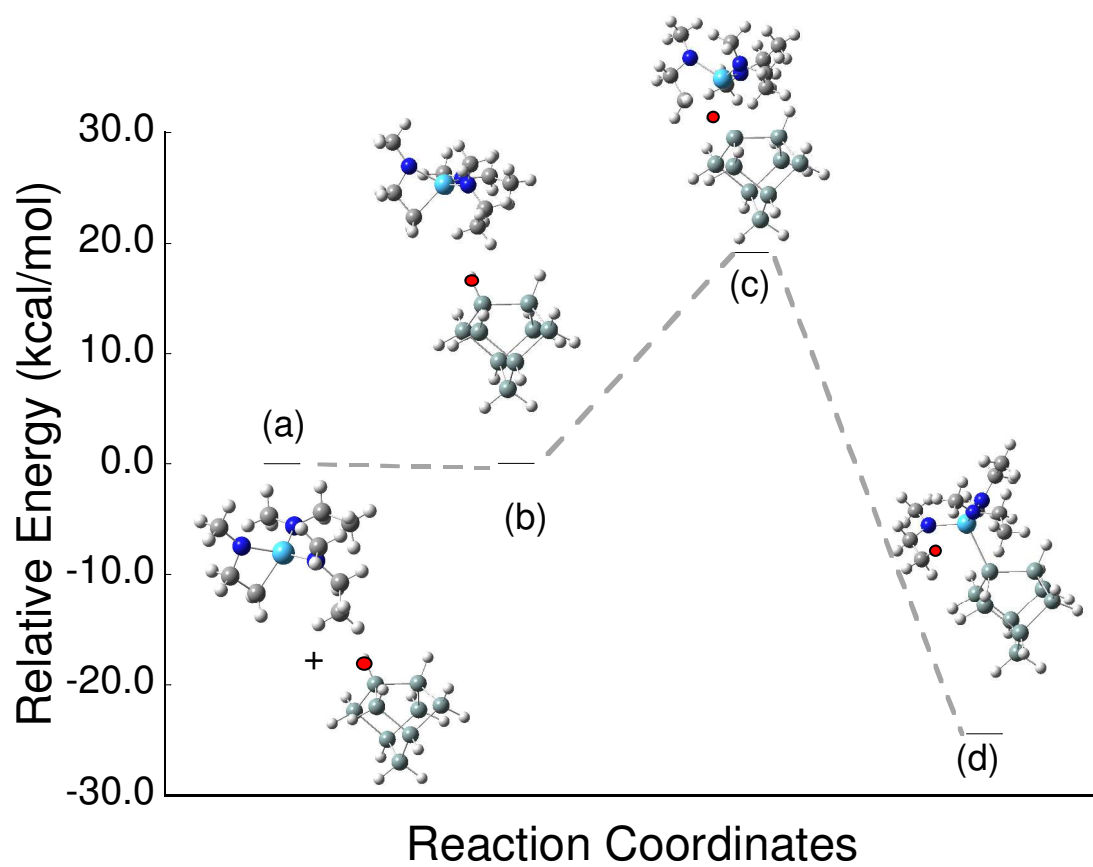 30.0
20.0
10.0
0.0
-10.0
-20.0
-30.0
Relative Energy (kcal/mol)
(a)
(b)
(c)
(d)
+
Reaction Coordinates